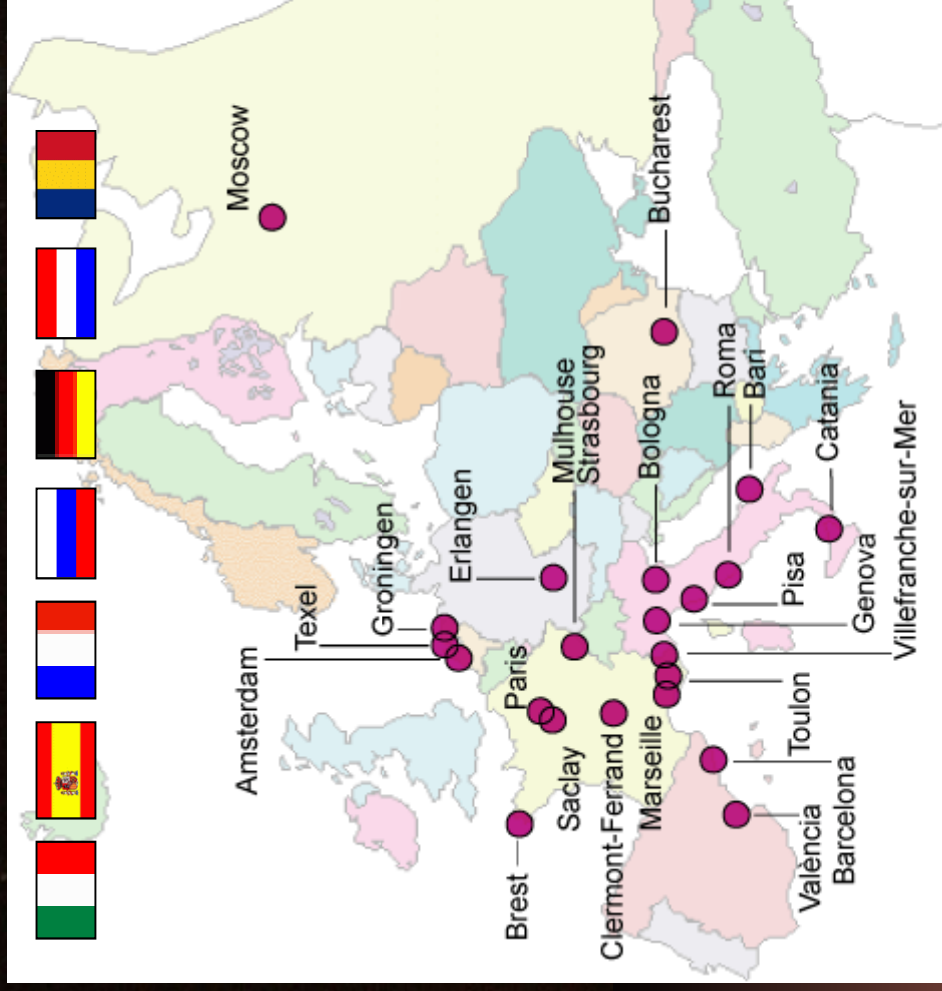 Moscow
Bucharest
Amsterdam
Texel
Groningen
Erlangen
Mulhouse
Strasbourg
Bologna
Roma
Bari
Catania
Paris
Saclay
Brest
Clermont-Ferrand
Marseille
Pisa
Genova
Villefranche-sur-Mer
Toulon
València
Barcelona